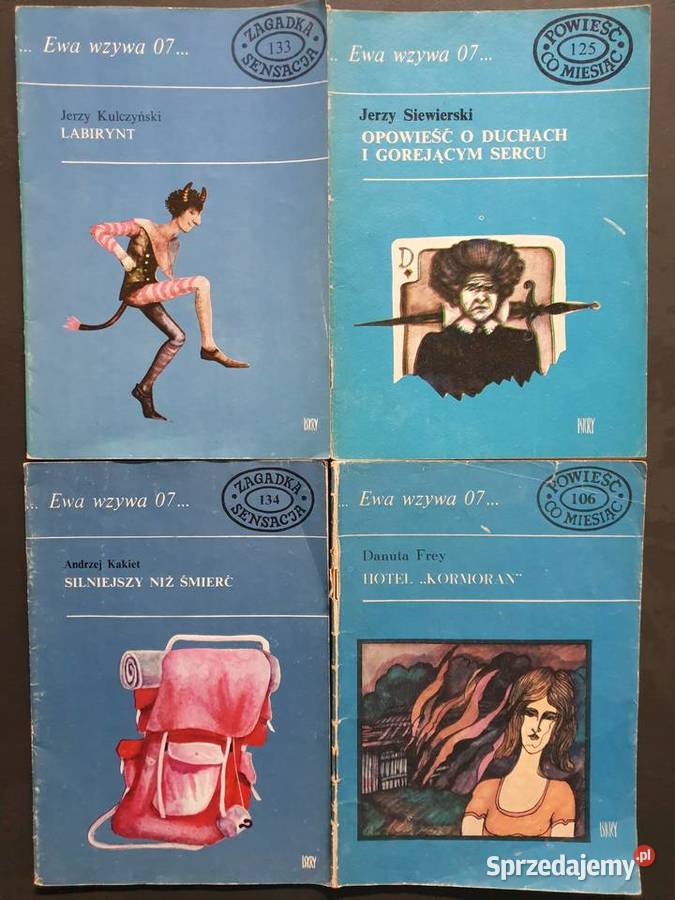 ... Ewa wzywa 07...
ZAGADKA
133
SENSACJA
Jerzy Kulczyński
LABIRYNT
ISKRY
... Ewa wzywa 07...
POWIEŚĆ
125
CO MIESIĄC
Jerzy Siewierski
OPOWIEŚĆ O DUCHACH
I GOREJĄCYM SERCU
D
ISKRY
... Ewa wzywa 07...
ZAGADKA
134
SENSACJA
Andrzej Kakiet
SILNIEJSZY NIŻ ŚMIERĆ
?
ISKRY
... Ewa wzywa 07...
POWIEŚĆ
106
CO MIESIĄC
Danuta Frey
HOTEL „KORMORAN"
ISKRY
Sprzedajemy.pl